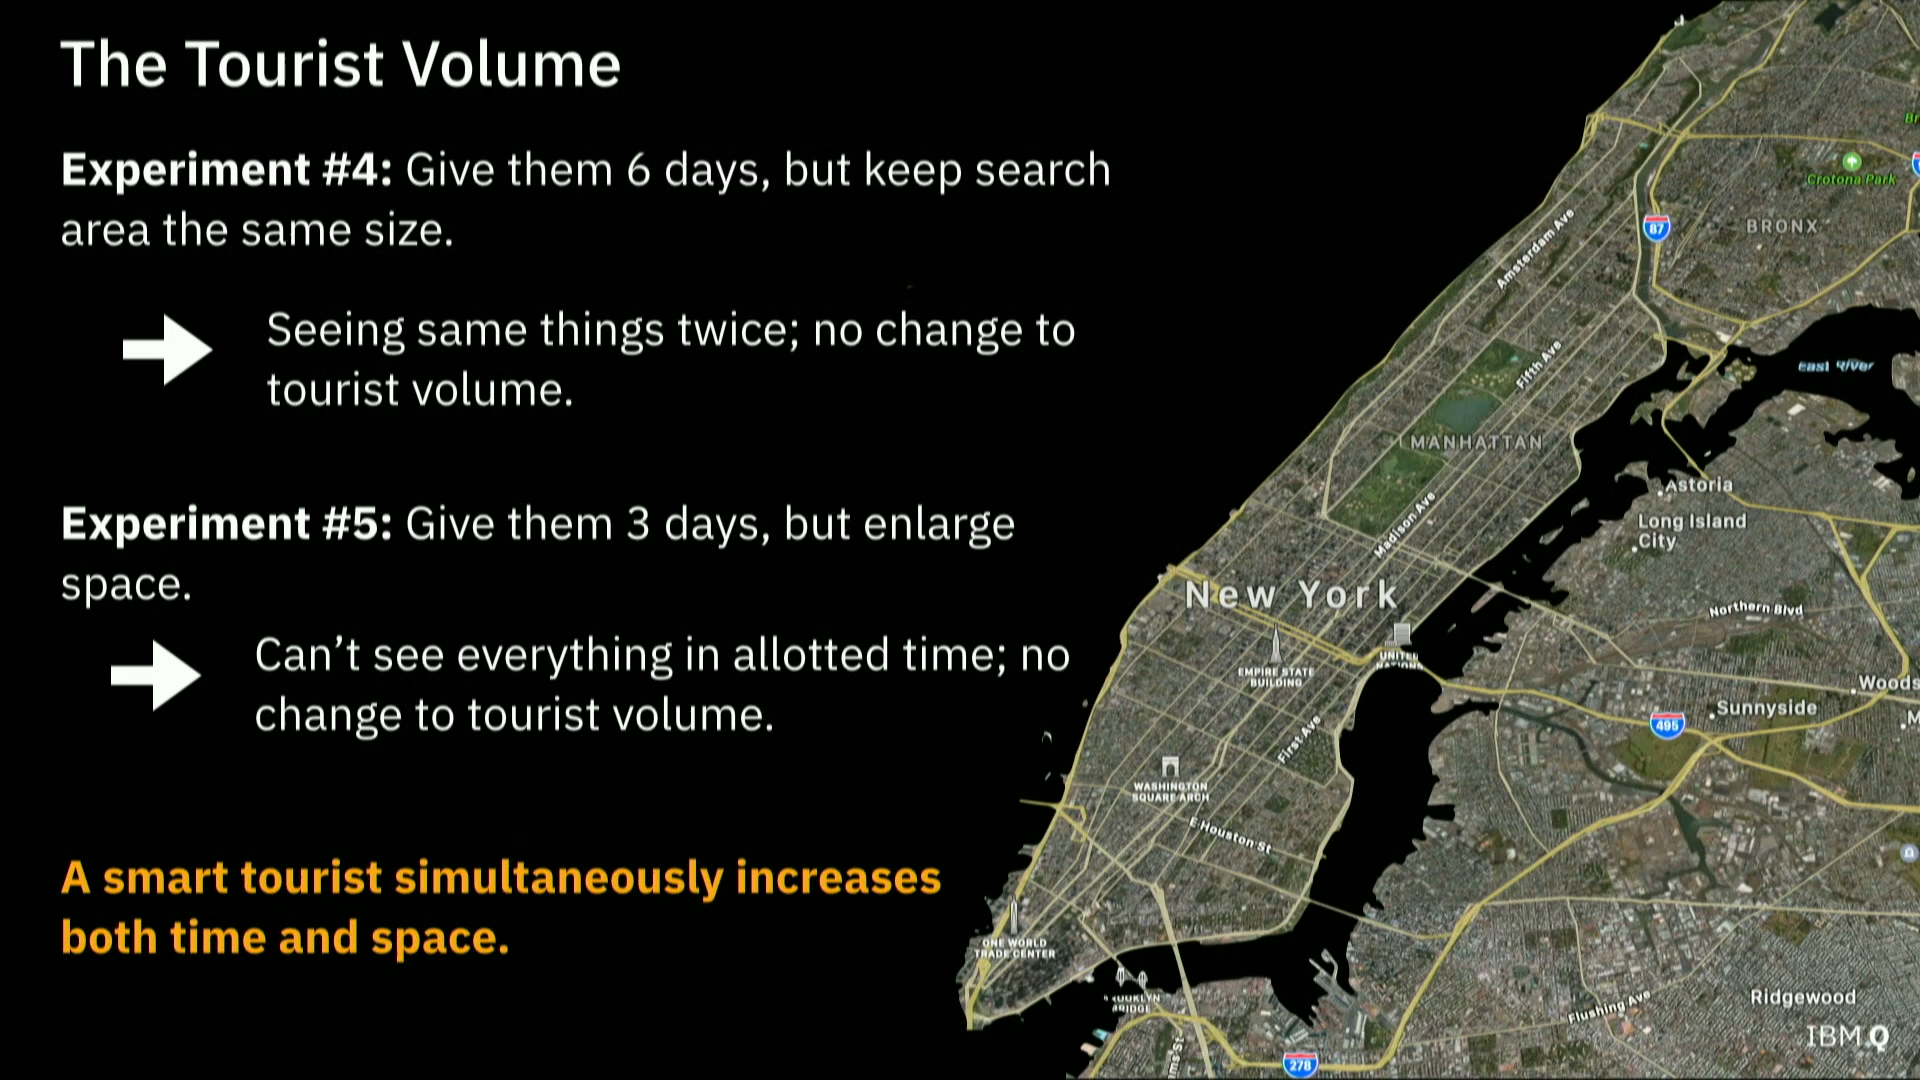 The Tourist Volume
Experiment #4: Give them 6 days, but keep search
area the same size.
Seeing same things twice; no change to
tourist volume.
Experiment #5: Give them 3 days, but enlarge
space.
Can’t see everything in allotted time; no
change to tourist volume.
A smart tourist simultaneously increases
both time and space.
Crotona Park
87
BRONX
Amsterdam Ave
East River
Fifth Ave
MANHATTAN
Astoria
Madison Ave
Long Island
City
New York
Northern Blvd
EMPIRE STATE
BUILDING
UNITED
NATIONS
Woods
Sunnyside
495
First Ave
WASHINGTON
SQUARE ARCH
E Houston St
ONE WORLD
TRADE CENTER
BRIDGE
Flushing Ave
Ridgewood
IBM Q
278